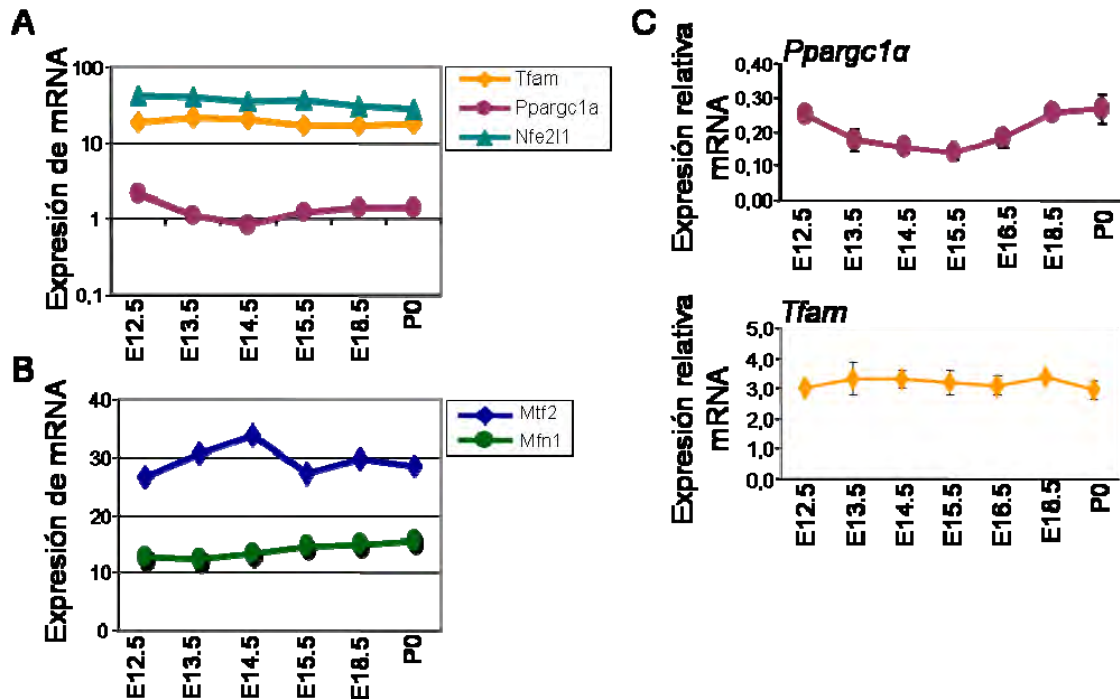 A
Expresión de mRNA
100
10
1
0,1
E12.5
E13.5
E14.5
E15.5
E18.5
P0
Tfam
Ppargc1a
Nfe2l1
B
Expresión de mRNA
40
30
20
10
0
E12.5
E13.5
E14.5
E15.5
E18.5
P0
Mtf2
Mfn1
C
Ppargc1α
Expresión relativa
mRNA
0,40
0,30
0,20
0,10
0,00
E12.5
E13.5
E14.5
E15.5
E16.5
E18.5
P0
Tfam
Expresión relativa
mRNA
5,0
4,0
3,0
2,0
1,0
0,0
E12.5
E13.5
E14.5
E15.5
E16.5
E18.5
P0